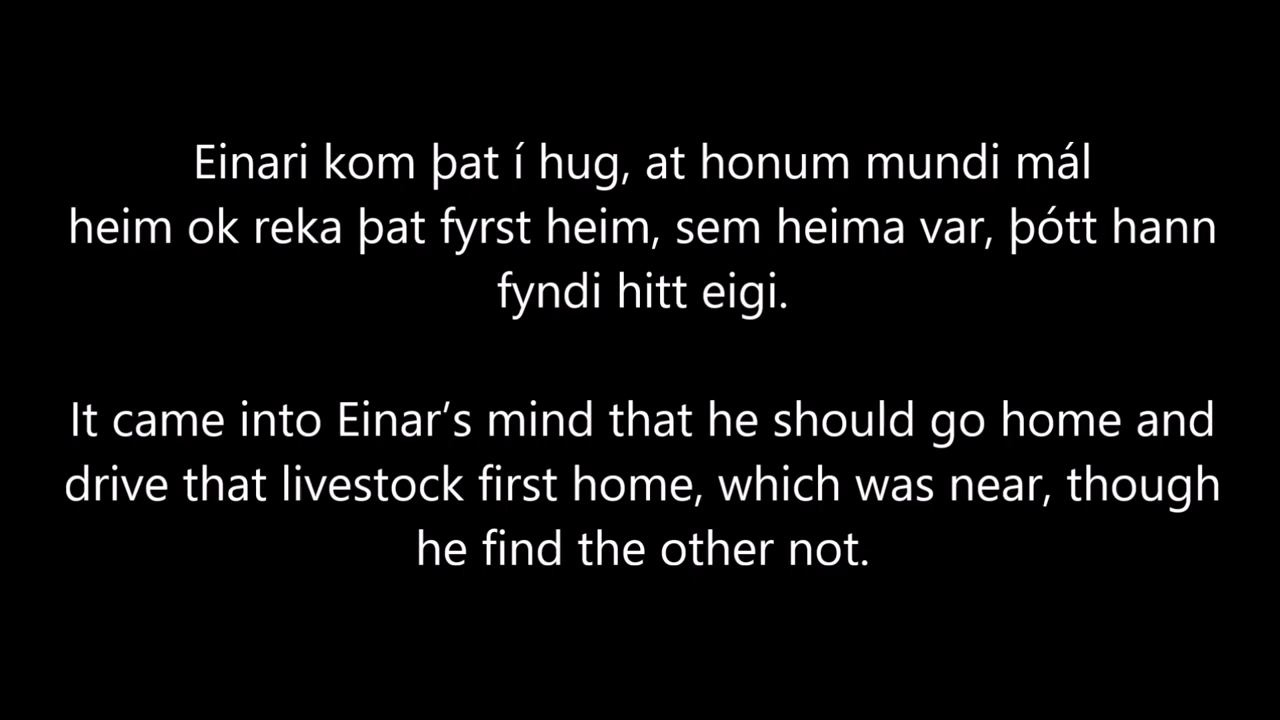 Einari kom þat í hug, at honum mundi mál
heim ok reka þat fyrst heim, sem heima var, þótt hann
fyndi hitt eigi.
It came into Einar’s mind that he should go home and
drive that livestock first home, which was near, though
he find the other not.